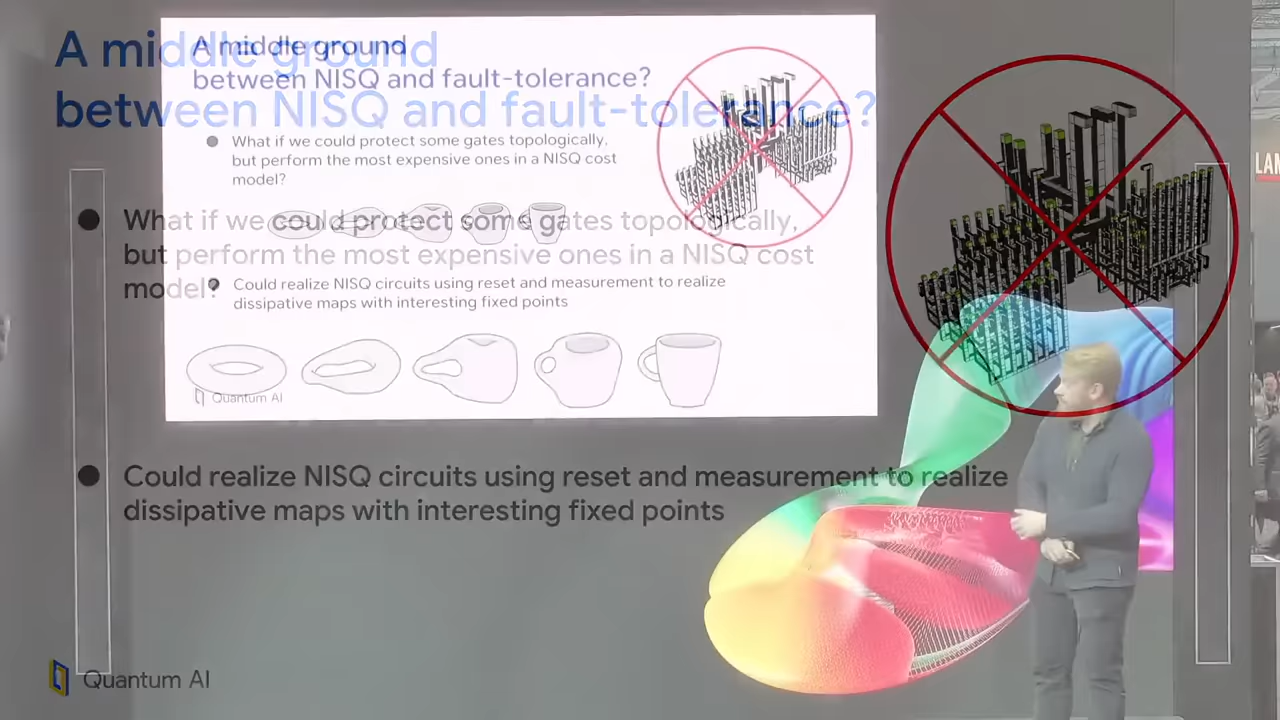 A middle ground
between NISQ and fault-tolerance?
What if we could protect some gates topologically,
but perform the most expensive ones in a NISQ cost
model?
Could realize NISQ circuits using reset and measurement to realize
dissipative maps with interesting fixed points
Quantum AI
A middle ground
between NISQ and fault-tolerance?
What if we could protect some gates topologically,
but perform the most expensive ones in a NISQ cost
model?
Could realize NISQ circuits using reset and measurement to realize
dissipative maps with interesting fixed points
Quantum AI